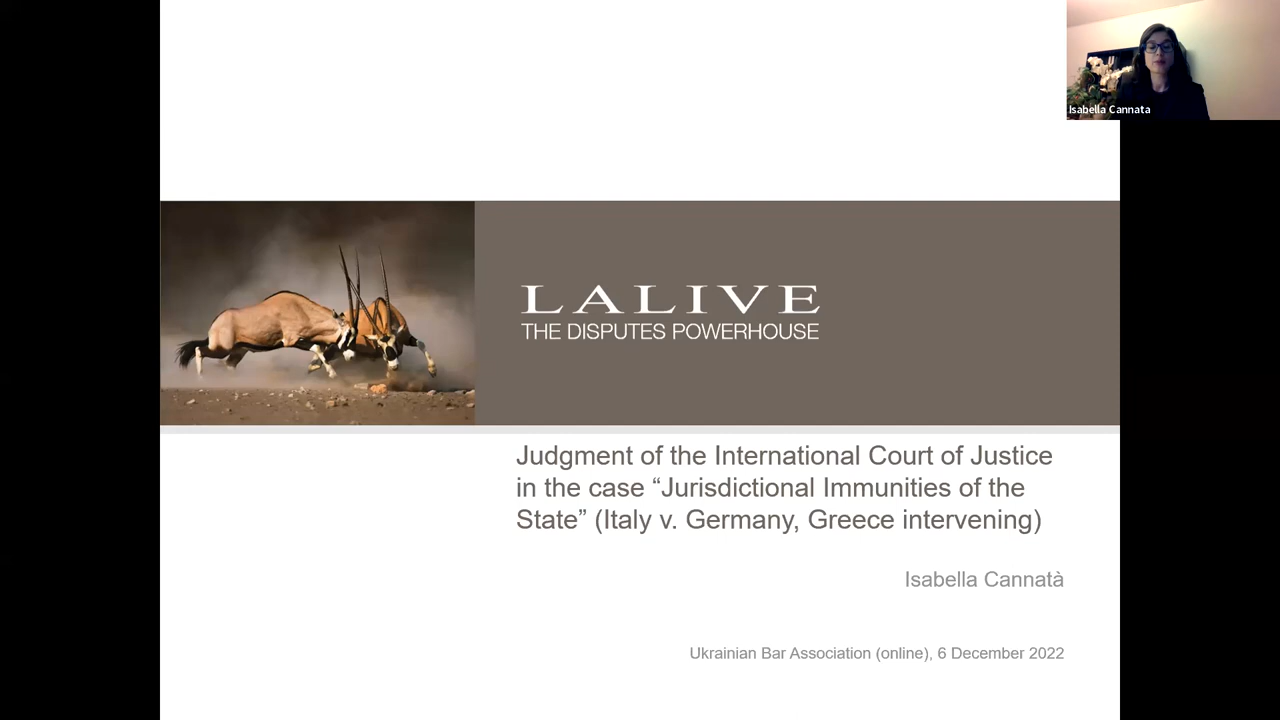 Isabella Cannata
LALIVE
THE DISPUTES POWERHOUSE
Judgment of the International Court of Justice
in the case “Jurisdictional Immunities of the
State” (Italy v. Germany, Greece intervening)
Isabella Cannatà
Ukrainian Bar Association (online), 6 December 2022